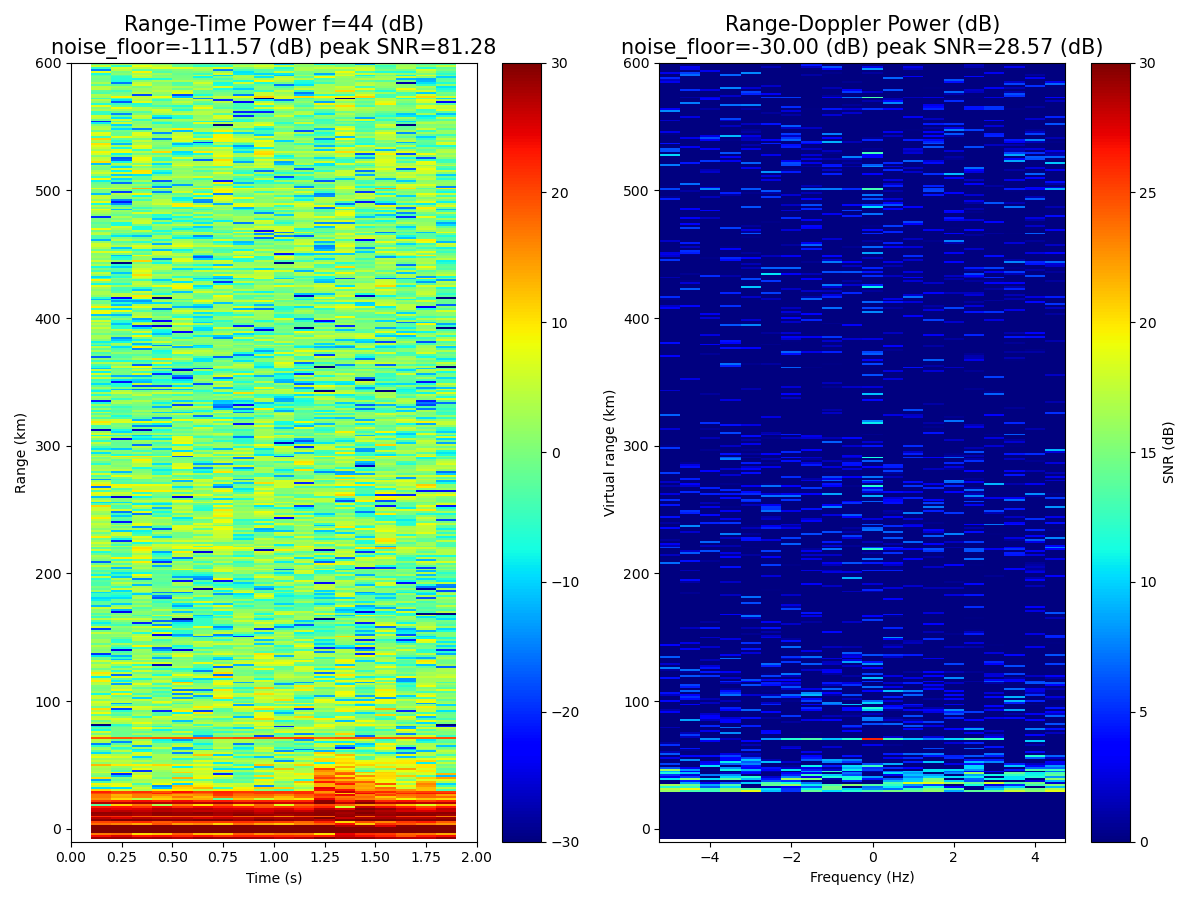 Range-Time Power f=44 (dB)
noise_floor=-111.57 (dB) peak SNR=81.28
600
500
400
300
200
100
0
Range (km)
0.00 0.25 0.50 0.75 1.00 1.25 1.50 1.75 2.00
Time (s)
30
20
10
0
−10
−20
−30
Range-Doppler Power (dB)
noise_floor=-30.00 (dB) peak SNR=28.57 (dB)
600
500
400
300
200
100
0
Virtual range (km)
−4 −2 0 2 4
Frequency (Hz)
30
25
20
15
10
5
0
SNR (dB)